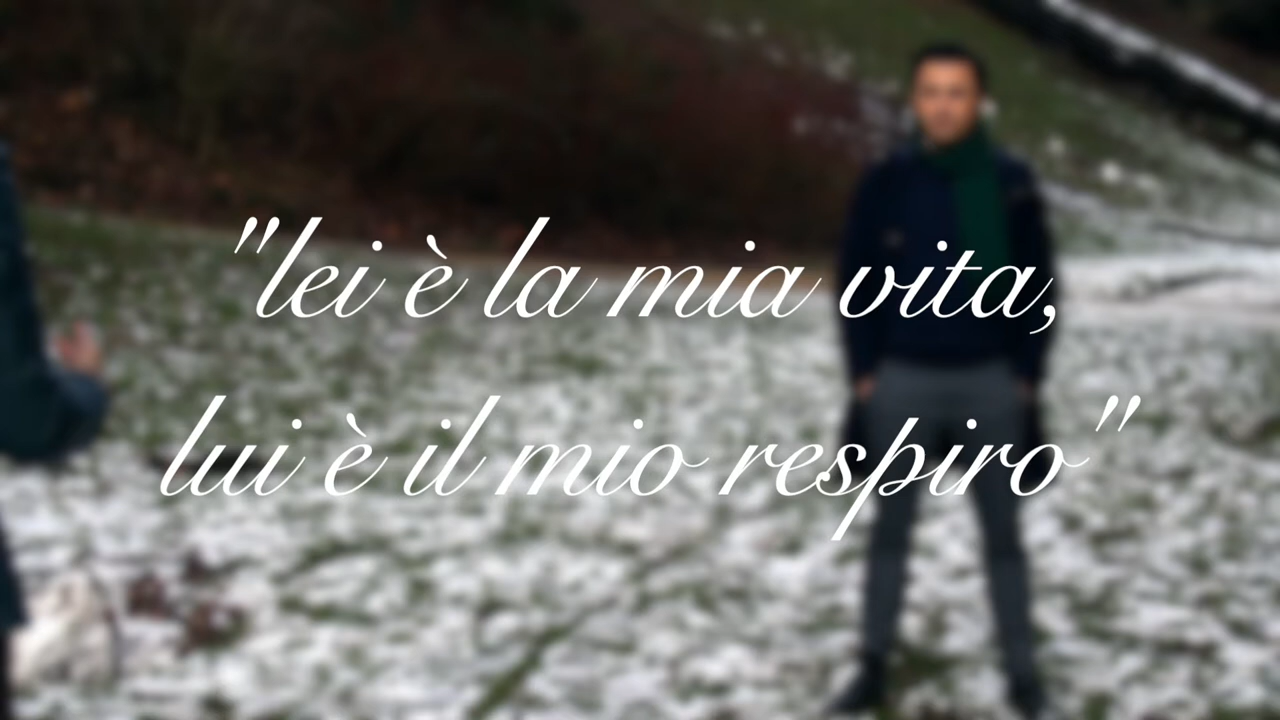 "lei è la mia vita,
lui è il mio respiro"